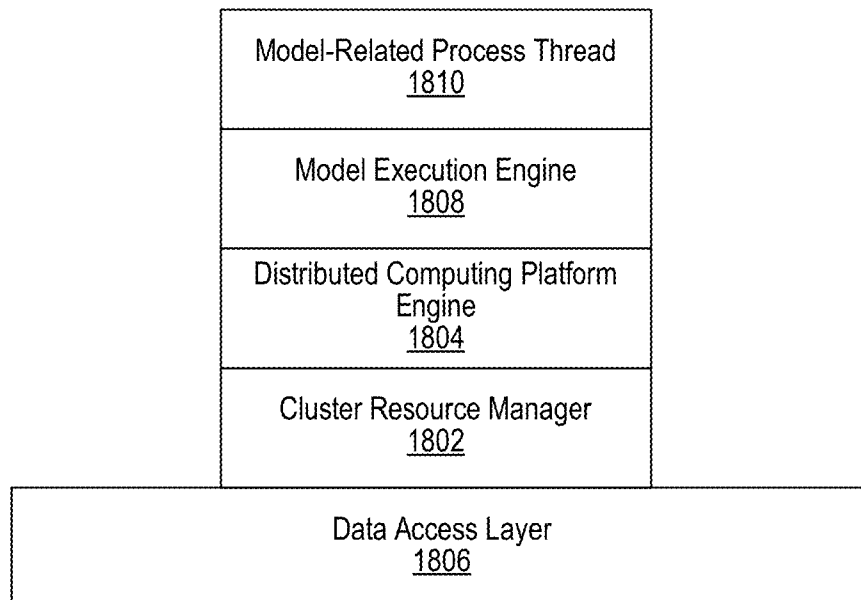 Model-Related Process Thread
1810
Model Execution Engine
1808
Distributed Computing Platform
Engine
1804
Cluster Resource Manager
1802
Data Access Layer
1806